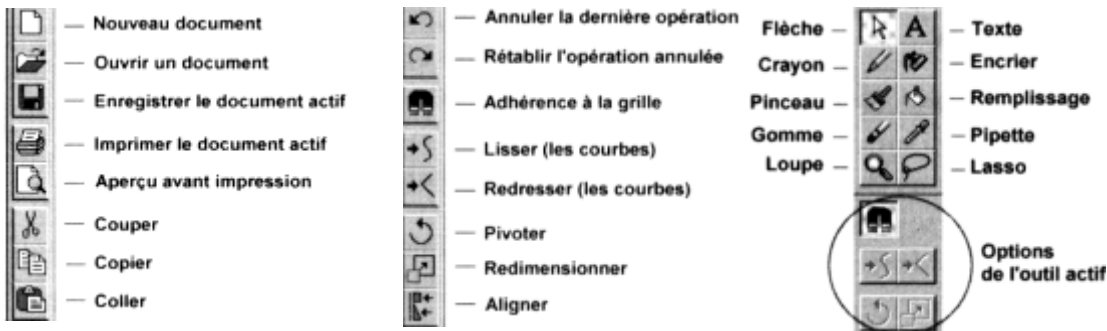 Nouveau document
Ouvrir un document
Enregistrer le document actif
Imprimer le document actif
Aperçu avant impression
Couper
Copier
Coller
Annuler la dernière opération
Rétablir l'opération annulée
Adhérence à la grille
Lisser (les courbes)
Redresser (les courbes)
Pivoter
Redimensionner
Aligner
Flèche
Crayon
Pinceau
Gomme
Loupe
A
Texte
Encrier
Remplissage
Pipette
Lasso
Options
de l'outil actif